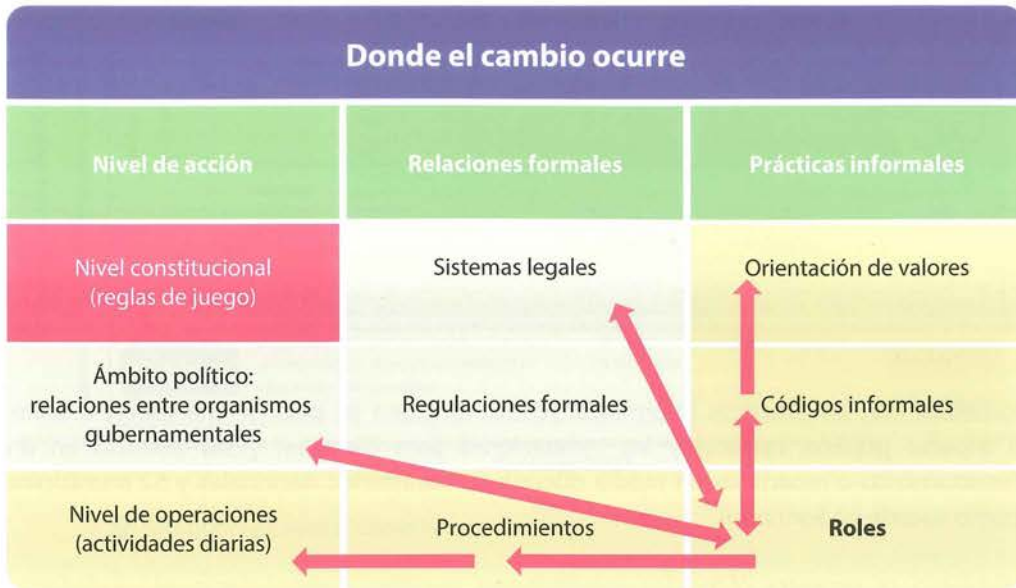 Donde el cambio ocurre
Nivel de acción
Relaciones formales
Prácticas informales
Nivel constitucional
(reglas de juego)
Sistemas legales
Orientación de valores
Ámbito político:
relaciones entre organismos
gubernamentales
Regulaciones formales
Códigos informales
Nivel de operaciones
(actividades diarias)
Procedimientos
Roles